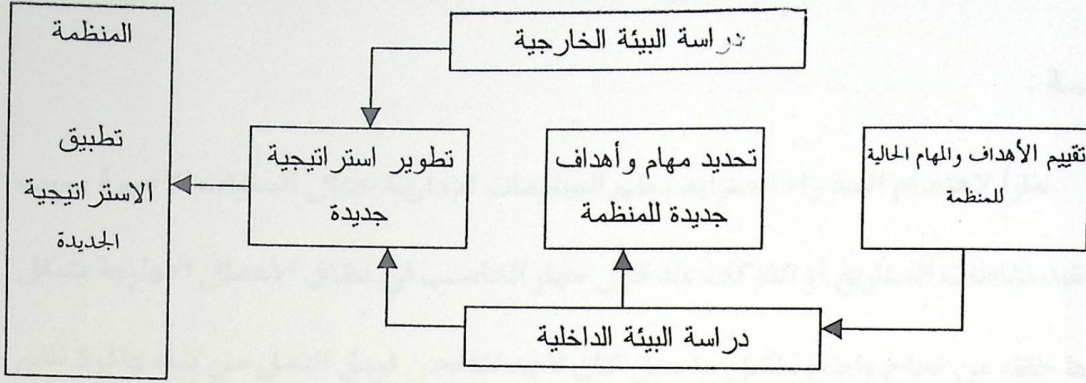 المنظمة
تطبيق
الاستراتيجية
الجديدة
دراسة البيئة الخارجية
تقييم الأهداف والمهام الحالية
للمنظمة
تحديد مهام وأهداف
جديدة للمنظمة
تطوير استراتيجية
جديدة
دراسة البيئة الداخلية